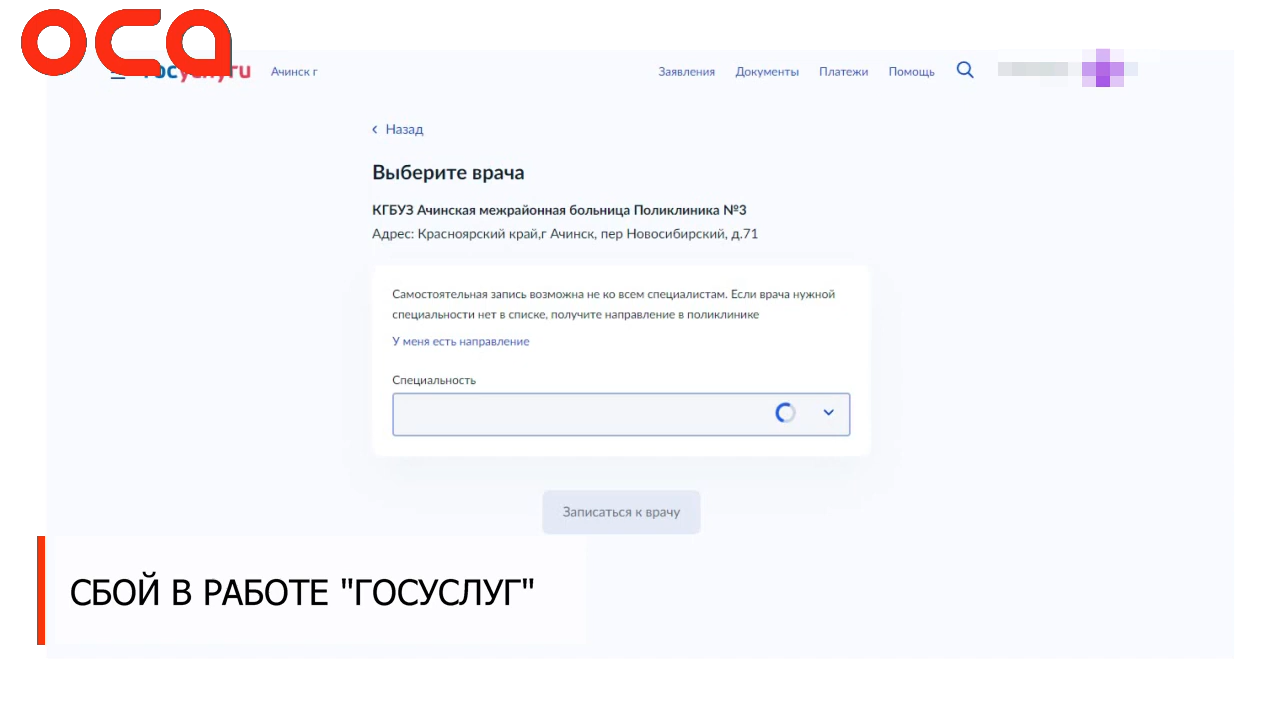 оса
госуслуги
Ачинск г
Заявления
Документы
Платежи
Помощь
Назад
Выберите врача
КГБУЗ Ачинская межрайонная больница Поликлиника №3
Адрес: Красноярский край,г Ачинск, пер Новосибирский, д.71
Самостоятельная запись возможна не ко всем специалистам. Если врача нужной
специальности нет в списке, получите направление в поликлинике
У меня есть направление
Специальность
Записаться к врачу
СБОЙ В РАБОТЕ "ГОСУСЛУГ"